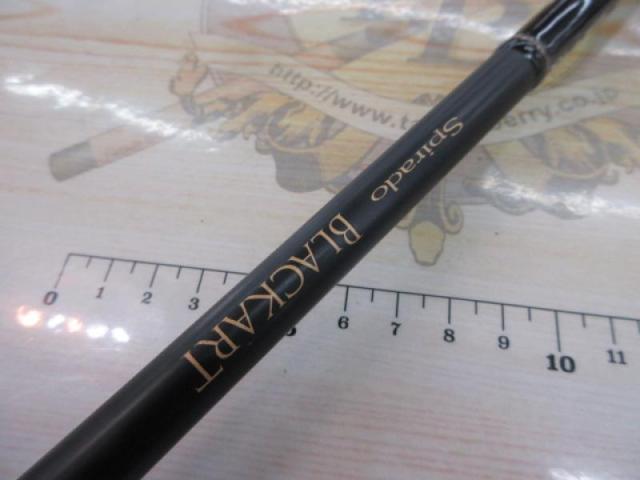 http://www.t
berry.co.jp
Spirado BLACKART
0 1 2 3 5 6 7 8 9 10 11